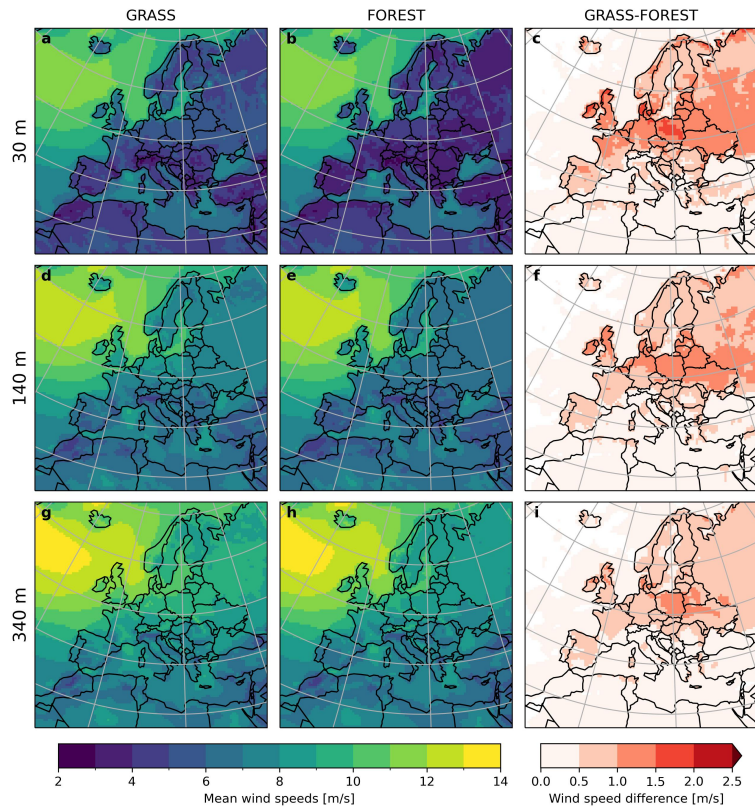 GRASS FOREST GRASS-FOREST
a b c
30 m
d e f
140 m
g h i
340 m
2 4 6 8 10 12 14 0.0 0.5 1.0 1.5 2.0 2.5
Mean wind speeds [m/s] Wind speed difference [m/s]